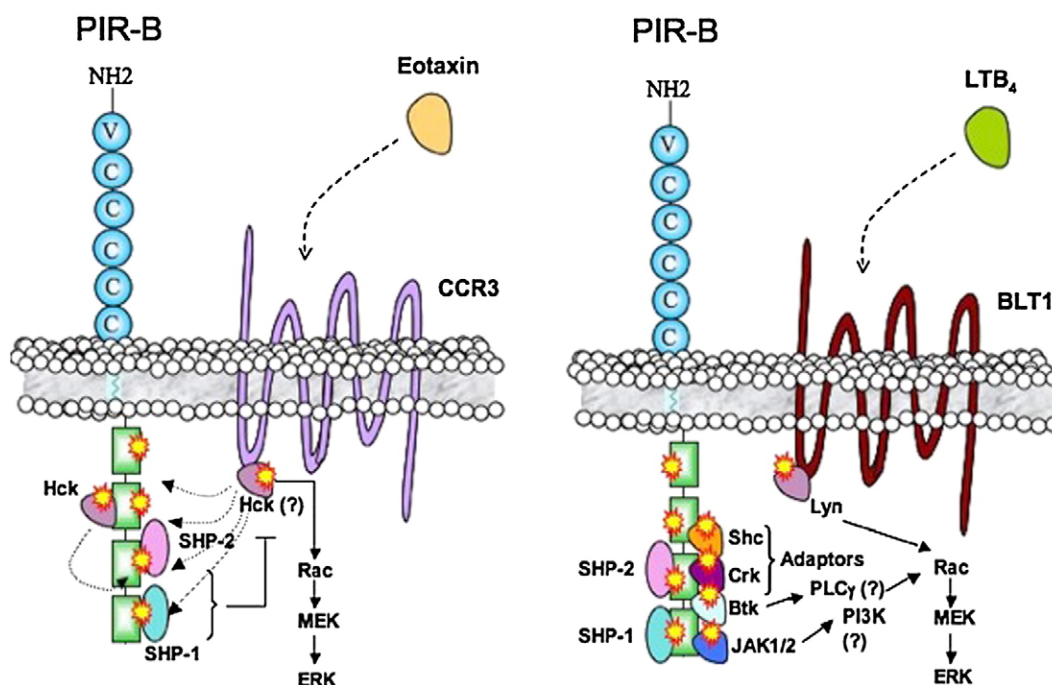 PIR-B
NH2
V
C
C
C
C
C
Eotaxin
CCR3
Hck
Hck (?)
SHP-2
SHP-1
Rac
MEK
ERK
PIR-B
NH2
V
C
C
C
C
C
LTB4
BLT1
Lyn
Shc
Crk
Adaptors
SHP-2
Btk
PLCγ (?)
PI3K
(?)
SHP-1
JAK1/2
Rac
MEK
ERK